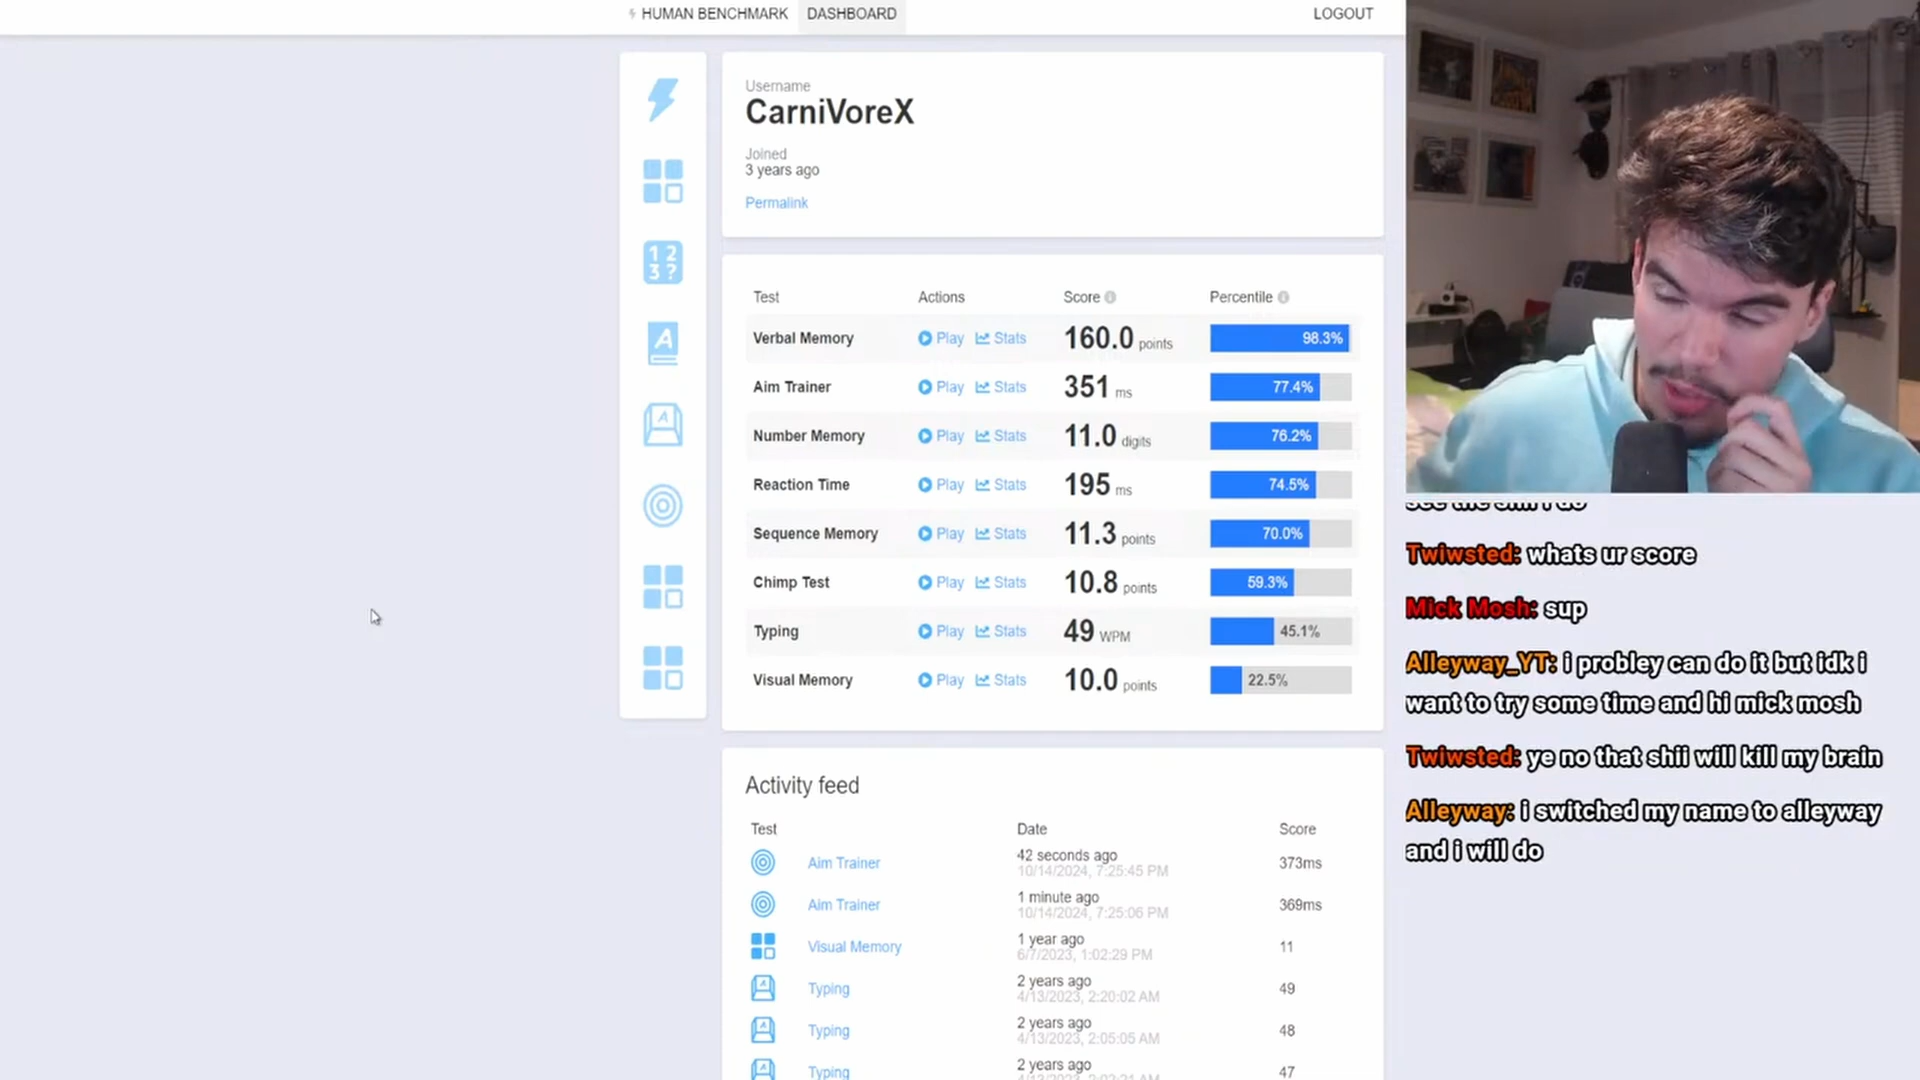 HUMAN BENCHMARK DASHBOARD LOGOUT
Username
CarniVoreX
Joined
3 years ago
Permalink
Test Actions Score Percentile
Verbal Memory Play Stats 160.0 points 98.3%
Aim Trainer Play Stats 351 ms 77.4%
Number Memory Play Stats 11.0 digits 76.2%
Reaction Time Play Stats 195 ms 74.5%
Sequence Memory Play Stats 11.3 points 70.0%
Chimp Test Play Stats 10.8 points 59.3%
Typing Play Stats 49 WPM 45.1%
Visual Memory Play Stats 10.0 points 22.5%
Activity feed
Test Date Score
Aim Trainer 42 seconds ago 373ms
10/14/2024, 7:25:45 PM
Aim Trainer 1 minute ago 369ms
10/14/2024, 7:25:06 PM
Visual Memory 1 year ago 11
6/7/2023, 1:02:29 PM
Typing 2 years ago 49
4/13/2023, 2:20:02 AM
Typing 2 years ago 48
4/13/2023, 2:05:05 AM
Typing 2 years ago 47
Twiwsted: whats ur score
Mick Mosh: sup
Alleyway_YT: i probley can do it but idk i
want to try some time and hi mick mosh
Twiwsted: ye no that shii will kill my brain
Alleyway: i switched my name to alleyway
and i will do